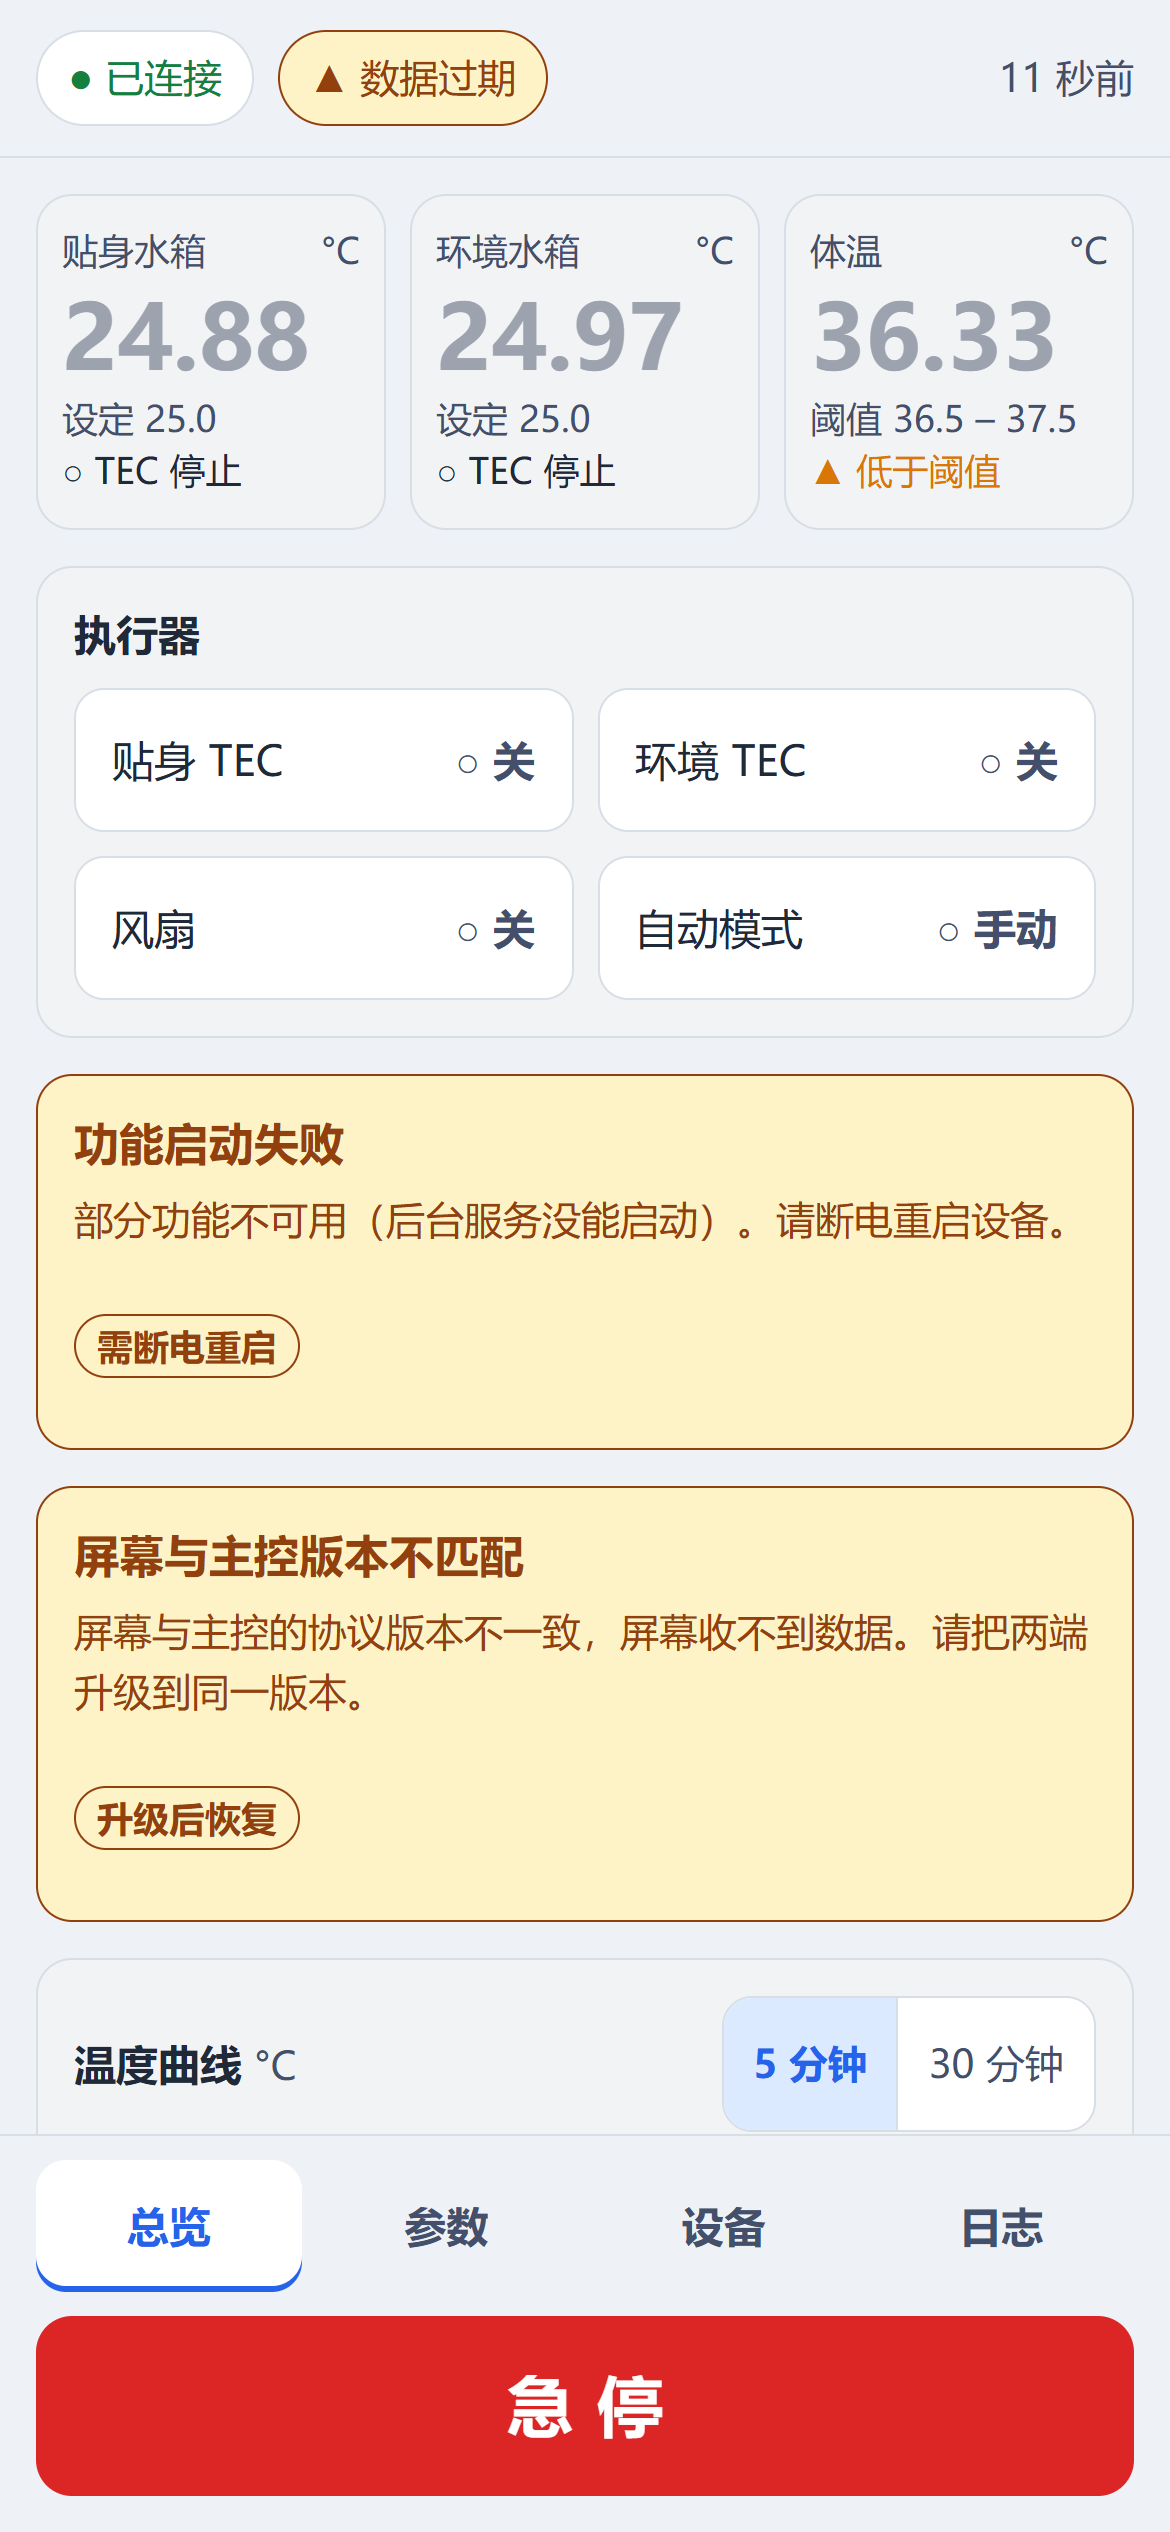 ● 已连接
▲ 数据过期
11 秒前
贴身水箱 °C
24.88
设定 25.0
○ TEC 停止
环境水箱 °C
24.97
设定 25.0
○ TEC 停止
体温 °C
36.33
阈值 36.5 – 37.5
▲ 低于阈值
执行器
贴身 TEC ○ 关
环境 TEC ○ 关
风扇 ○ 关
自动模式 ○ 手动
功能启动失败
部分功能不可用（后台服务没能启动）。请断电重启设备。
需断电重启
屏幕与主控版本不匹配
屏幕与主控的协议版本不一致，屏幕收不到数据。请把两端
升级到同一版本。
升级后恢复
温度曲线 °C
5 分钟
30 分钟
总览
参数
设备
日志
急 停